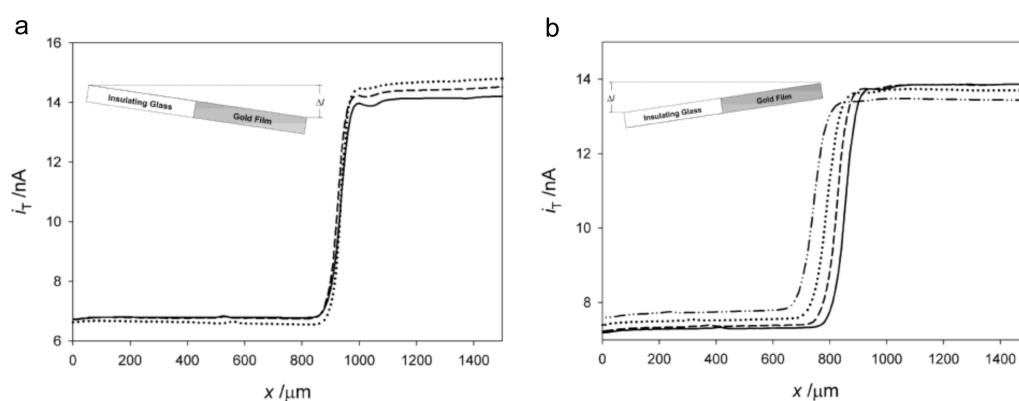 a
16
14
12
10
8
6
i_T /nA
Insulating Glass
Gold Film
Δl
0 200 400 600 800 1000 1200 1400
x /µm
b
14
12
10
8
i_T /nA
Δl
Insulating Glass
Gold Film
0 200 400 600 800 1000 1200 1400
x /µm